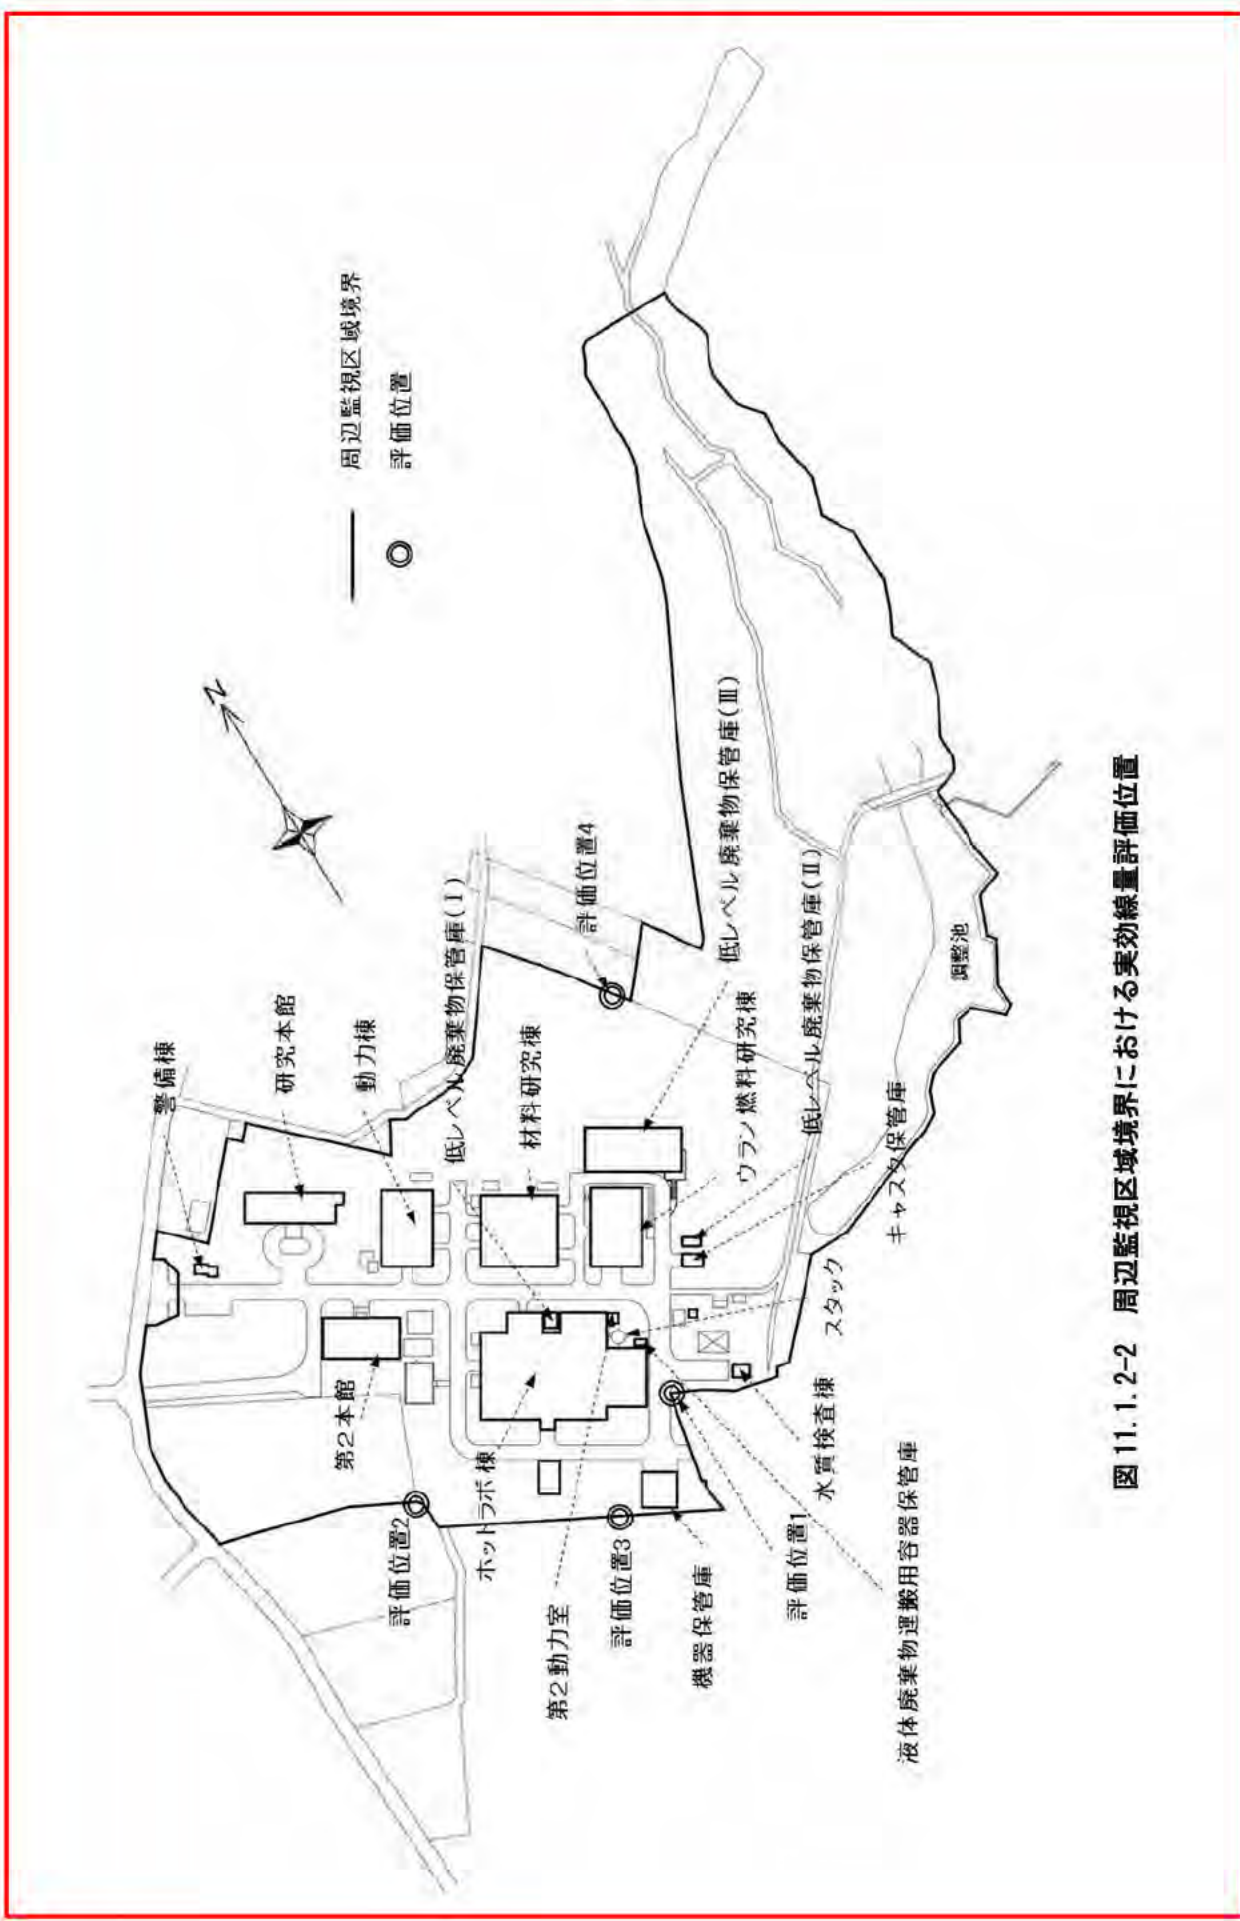 周辺監視区域境界
評価位置
N
警備棟
研究本館
動力棟
低レベル廃棄物保管庫(Ⅰ)
材料研究棟
評価位置4
低レベル廃棄物保管庫(Ⅲ)
ウラン燃料研究棟
低レベル廃棄物保管庫(Ⅱ)
キャスク保管庫
調整池
スタック
水質検査棟
第2本館
評価位置2
ホットラボ棟
第2動力室
評価位置3
機器保管庫
評価位置1
液体廃棄物運搬用容器保管庫
図 11.1.2-2 周辺監視区域境界における実効線量評価位置